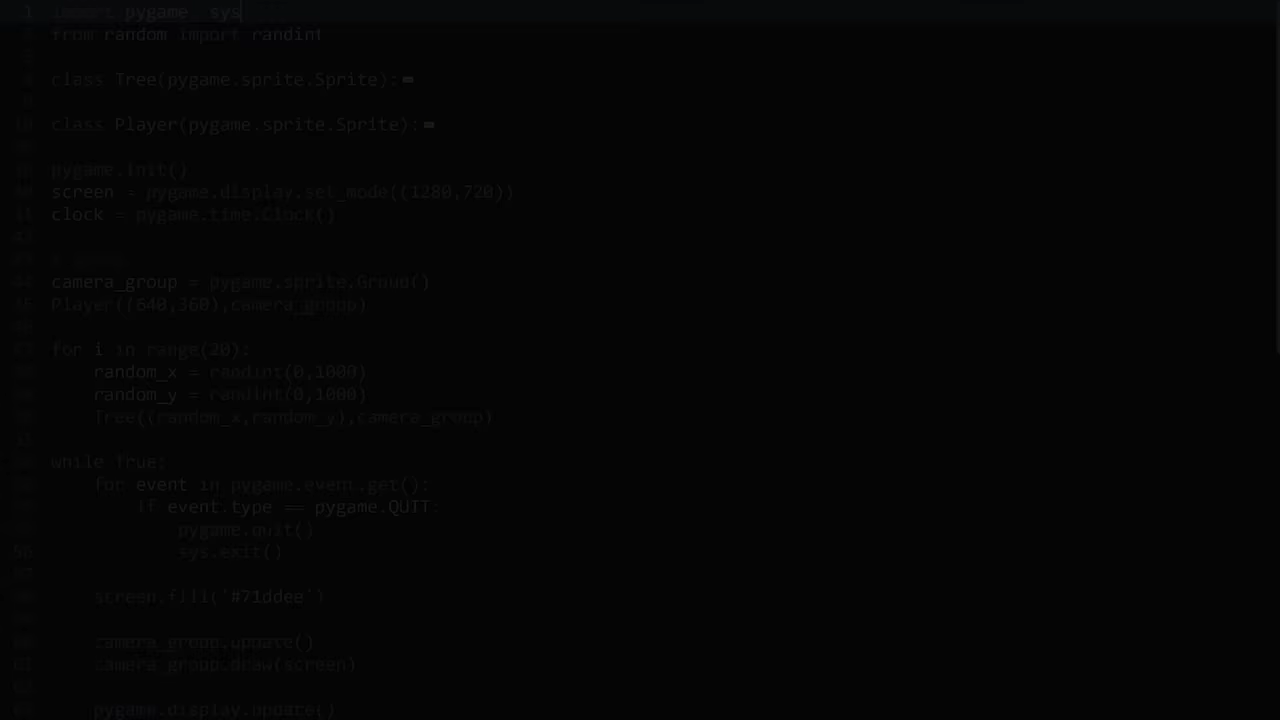 import pygame, sys
from random import randint
class Tree(pygame.sprite.Sprite):
class Player(pygame.sprite.Sprite):
pygame.init()
screen = pygame.display.set_mode((1280,720))
clock = pygame.time.Clock()
camera_group = pygame.sprite.Group()
Player((640,360),camera_group)
for i in range(20):
random_x = randint(0,1000)
random_y = randint(0,1000)
Tree((random_x,random_y),camera_group)
while True:
for event in pygame.event.get():
if event.type == pygame.QUIT:
pygame.quit()
56 sys.exit()
screen.fill('#71ddee')
camera_group.update()
camera_group.draw(screen)
pygame.display.update()